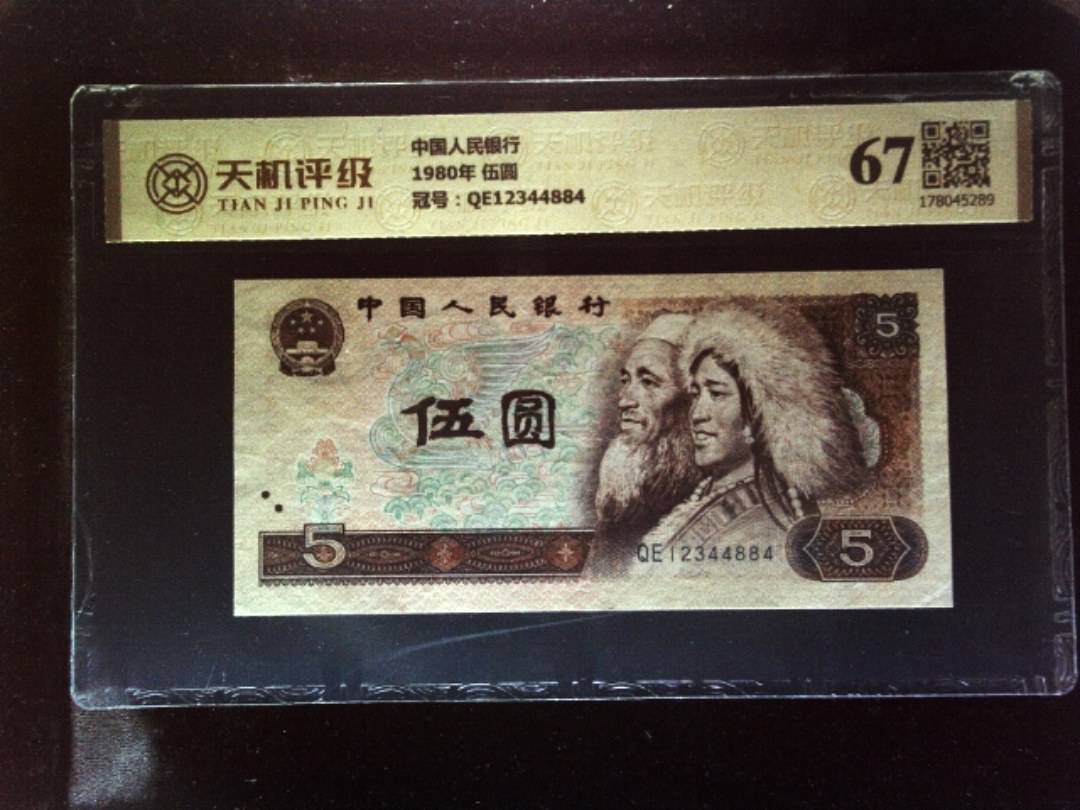 天机评级
TIAN JI PING JI
中国人民银行
1980年 伍圆
冠号：QE12344884
67
178045289
中国人民银行
5
伍圆
5
QE12344884
5